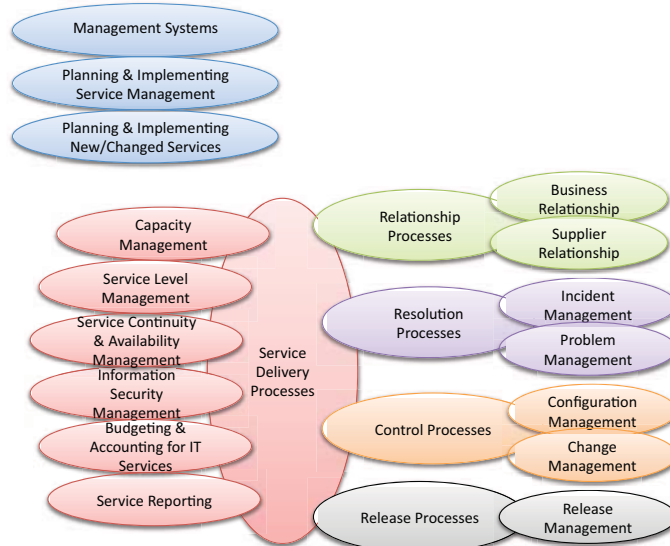 Management Systems
Planning & Implementing
Service Management
Planning & Implementing
New/Changed Services
Capacity
Management
Service Level
Management
Service Continuity
& Availability
Management
Information
Security
Management
Budgeting &
Accounting for IT
Services
Service Reporting
Service
Delivery
Processes
Relationship
Processes
Business
Relationship
Supplier
Relationship
Resolution
Processes
Incident
Management
Problem
Management
Control Processes
Configuration
Management
Change
Management
Release Processes
Release
Management